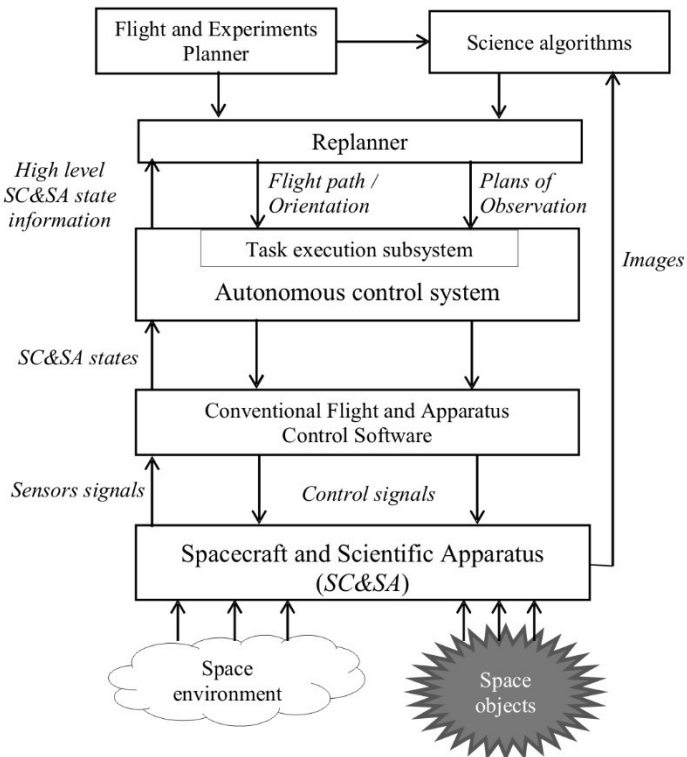 Flight and Experiments
Planner
Science algorithms
Replanner
High level
SC&SA state
information
Flight path /
Orientation
Plans of
Observation
Images
Task execution subsystem
Autonomous control system
SC&SA states
Conventional Flight and Apparatus
Control Software
Sensors signals
Control signals
Spacecraft and Scientific Apparatus
(SC&SA)
Space
environment
Space
objects